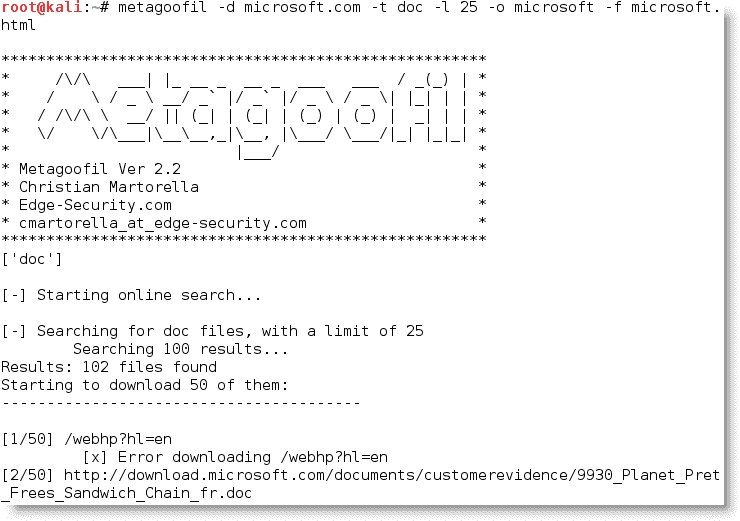 root@kali:~# metagoofil -d microsoft.com -t doc -l 25 -o microsoft -f microsoft.
html
******************************************************
*     /\/\   ___| |_ __ _  __ _  ___   ___  / _(_) | *
*    /    \ / _ \ __/ _` |/ _` |/ _ \ / _ \| |_| | | *
*   / /\/\ \  __/ || (_| | (_| | (_) | (_) |  _| | | *
*   \/    \/\___|\__\__,_|\__, |\___/ \___/|_| |_|_| *
*                         |___/                      *
* Metagoofil Ver 2.2                                 *
* Christian Martorella                               *
* Edge-Security.com                                  *
* cmartorella_at_edge-security.com                   *
******************************************************
['doc']
[-] Starting online search...
[-] Searching for doc files, with a limit of 25
        Searching 100 results...
Results: 102 files found
Starting to download 50 of them:
----------------------------------------
[1/50] /webhp?hl=en
         [x] Error downloading /webhp?hl=en
[2/50] http://download.microsoft.com/documents/customerevidence/9930_Planet_Pret
_Frees_Sandwich_Chain_fr.doc